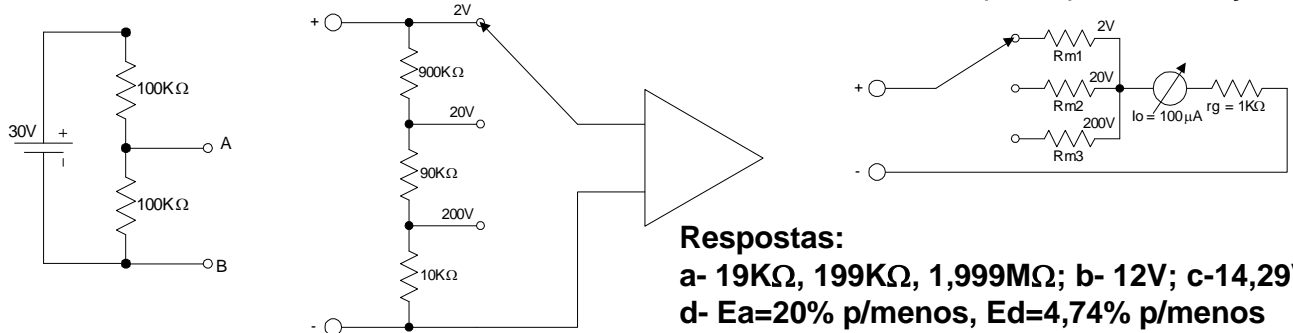 30V
+
-
100KΩ
A
100KΩ
B
+
2V
900KΩ
20V
90KΩ
200V
10KΩ
-
2V
Rm1
20V
Rm2
200V
Rm3
+
-
Io = 100μA
rg = 1KΩ
Respostas:
a- 19KΩ, 199KΩ, 1,999MΩ; b- 12V; c-14,29
d- Ea=20% p/menos, Ed=4,74% p/menos